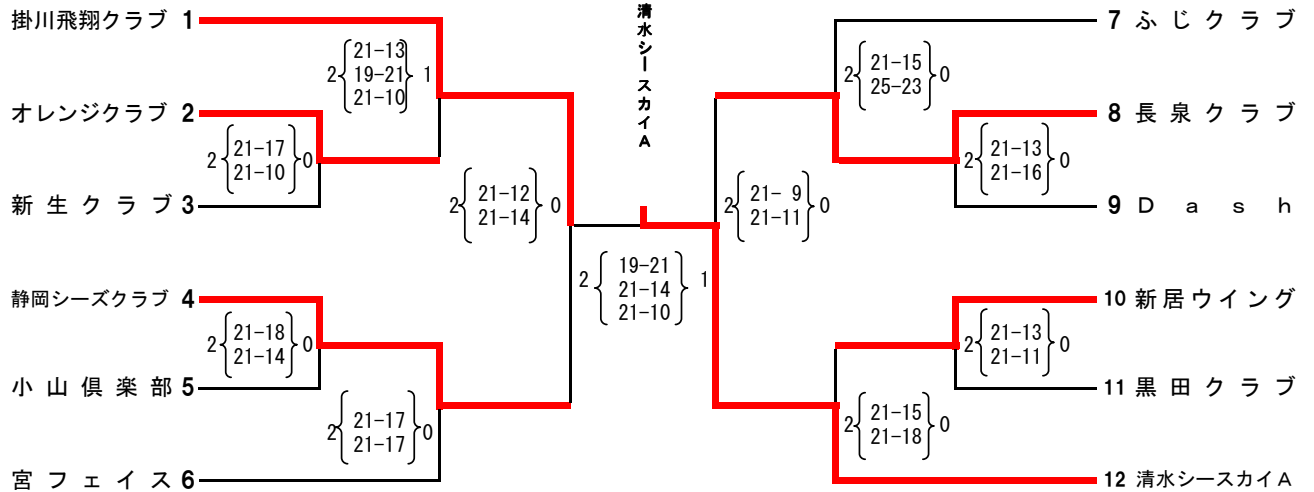 掛川飛翔クラブ 1
オレンジクラブ 2
新生クラブ 3
静岡シーズクラブ 4
小山倶楽部 5
宮フェイス 6
2 21-13 1
19-21
21-10
2 21-17 0
21-10
2 21-18 0
21-14
2 21-17 0
21-17
2 21-12 0
21-14
清水シースカイA
2 19-21 1
21-14
21-10
2 21-15 0
25-23
2 21-13 0
21-16
2 21- 9 0
21-11
2 21-13 0
21-11
2 21-15 0
21-18
7 ふじクラブ
8 長泉クラブ
9 Dash
10 新居ウイング
11 黒田クラブ
12 清水シースカイA